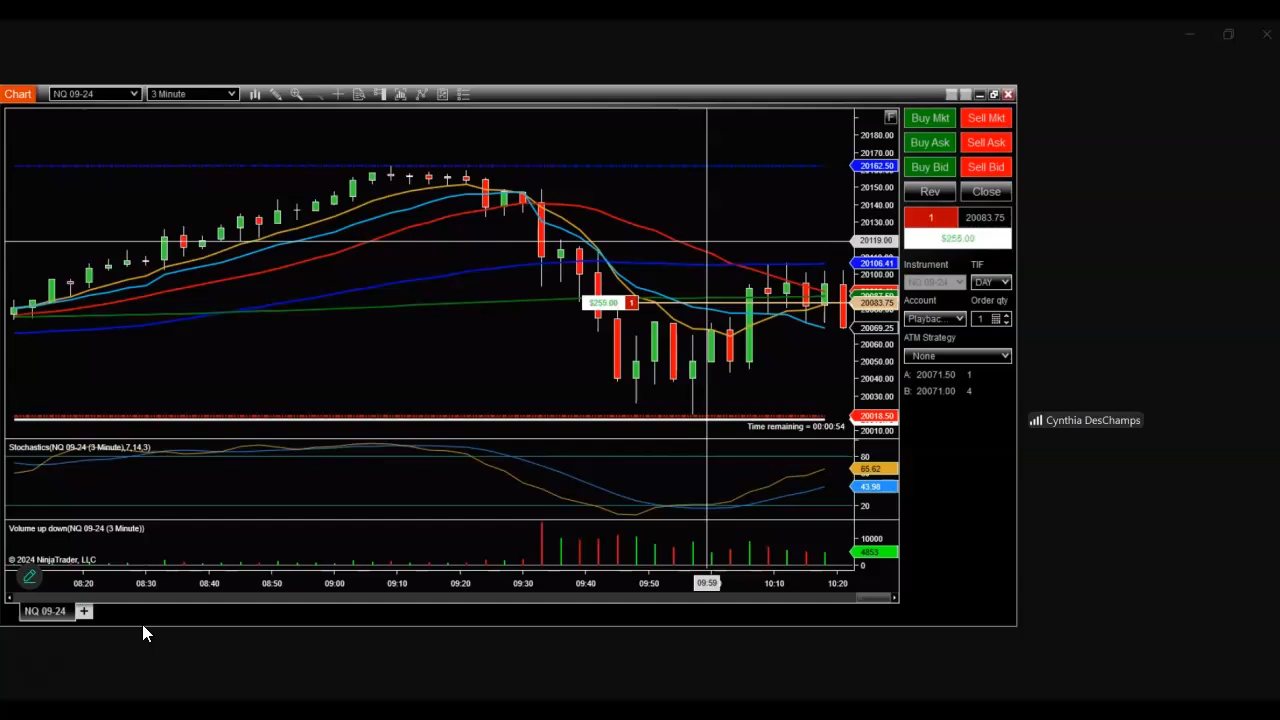 Chart NQ 09-24 3 Minute
F
20180.00
20170.00
20162.50
20150.00
20140.00
20130.00
20119.00
20106.41
20100.00
20083.75
20069.25
20060.00
20050.00
20040.00
20030.00
20018.50
20010.00
$255.00 1
Time remaining = 00:00:54
Stochastics(NQ 09-24 (3 Minute),7,14,3)
80
65.62
43.98
20
Volume up down(NQ 09-24 (3 Minute))
10000
4853
0
© 2024 NinjaTrader, LLC
08:20 08:30 08:40 08:50 09:00 09:10 09:20 09:30 09:40 09:50 09:59 10:10 10:20
NQ 09-24 +
Buy Mkt Sell Mkt
Buy Ask Sell Ask
Buy Bid Sell Bid
Rev Close
1 20083.75
$255.00
Instrument TIF
NQ 09-24 DAY
Account Order qty
Playbac... 1
ATM Strategy
None
A: 20071.50 1
B: 20071.00 4
Cynthia DesChamps